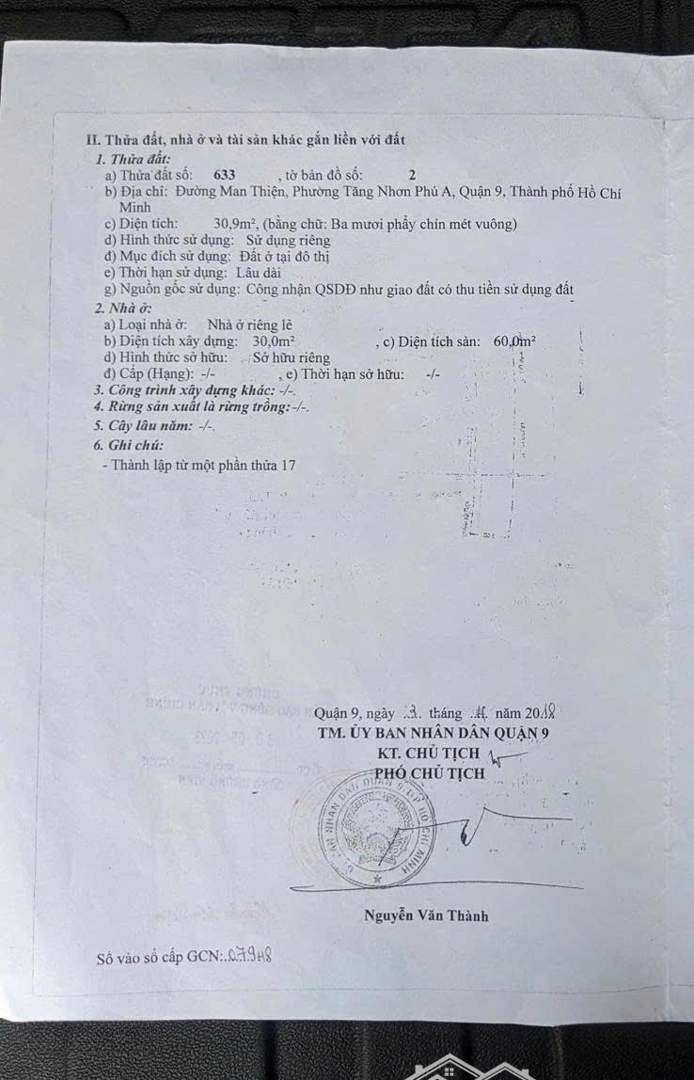 II. Thửa đất, nhà ở và tài sản khác gắn liền với đất
1. Thửa đất:
a) Thửa đất số: 633 , tờ bản đồ số: 2
b) Địa chỉ: Đường Man Thiện, Phường Tăng Nhơn Phú A, Quận 9, Thành phố Hồ Chí
Minh
c) Diện tích: 30,9m², (bằng chữ: Ba mươi phẩy chín mét vuông)
d) Hình thức sử dụng: Sử dụng riêng
đ) Mục đích sử dụng: Đất ở tại đô thị
e) Thời hạn sử dụng: Lâu dài
g) Nguồn gốc sử dụng: Công nhận QSDĐ như giao đất có thu tiền sử dụng đất
2. Nhà ở:
a) Loại nhà ở: Nhà ở riêng lẻ
b) Diện tích xây dựng: 30,0m² , c) Diện tích sàn: 60,0m²
d) Hình thức sở hữu: Sở hữu riêng
đ) Cấp (Hạng): -/- , e) Thời hạn sở hữu: -/-
3. Công trình xây dựng khác: -/-.
4. Rừng sản xuất là rừng trồng: -/-.
5. Cây lâu năm: -/-.
6. Ghi chú:
- Thành lập từ một phần thửa 17
Quận 9, ngày tháng năm 2018
TM. ỦY BAN NHÂN DÂN QUẬN 9
KT. CHỦ TỊCH
PHÓ CHỦ TỊCH
Nguyễn Văn Thành
Số vào sổ cấp GCN:.07948